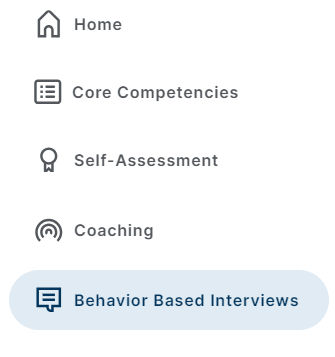 Home
Core Competencies
Self-Assessment
Coaching
Behavior Based Interviews